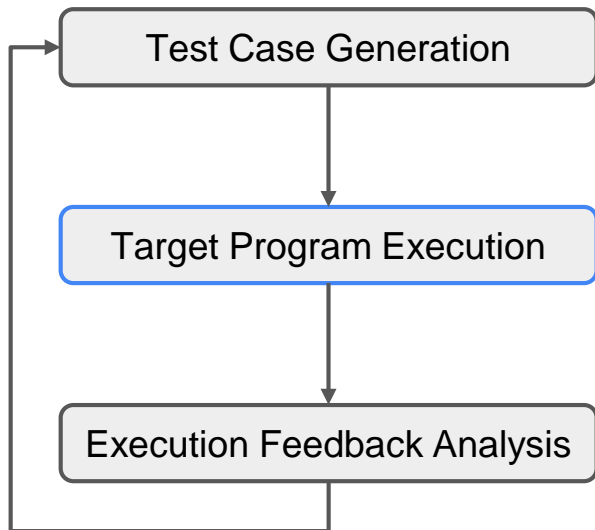 Test Case Generation
Target Program Execution
Execution Feedback Analysis